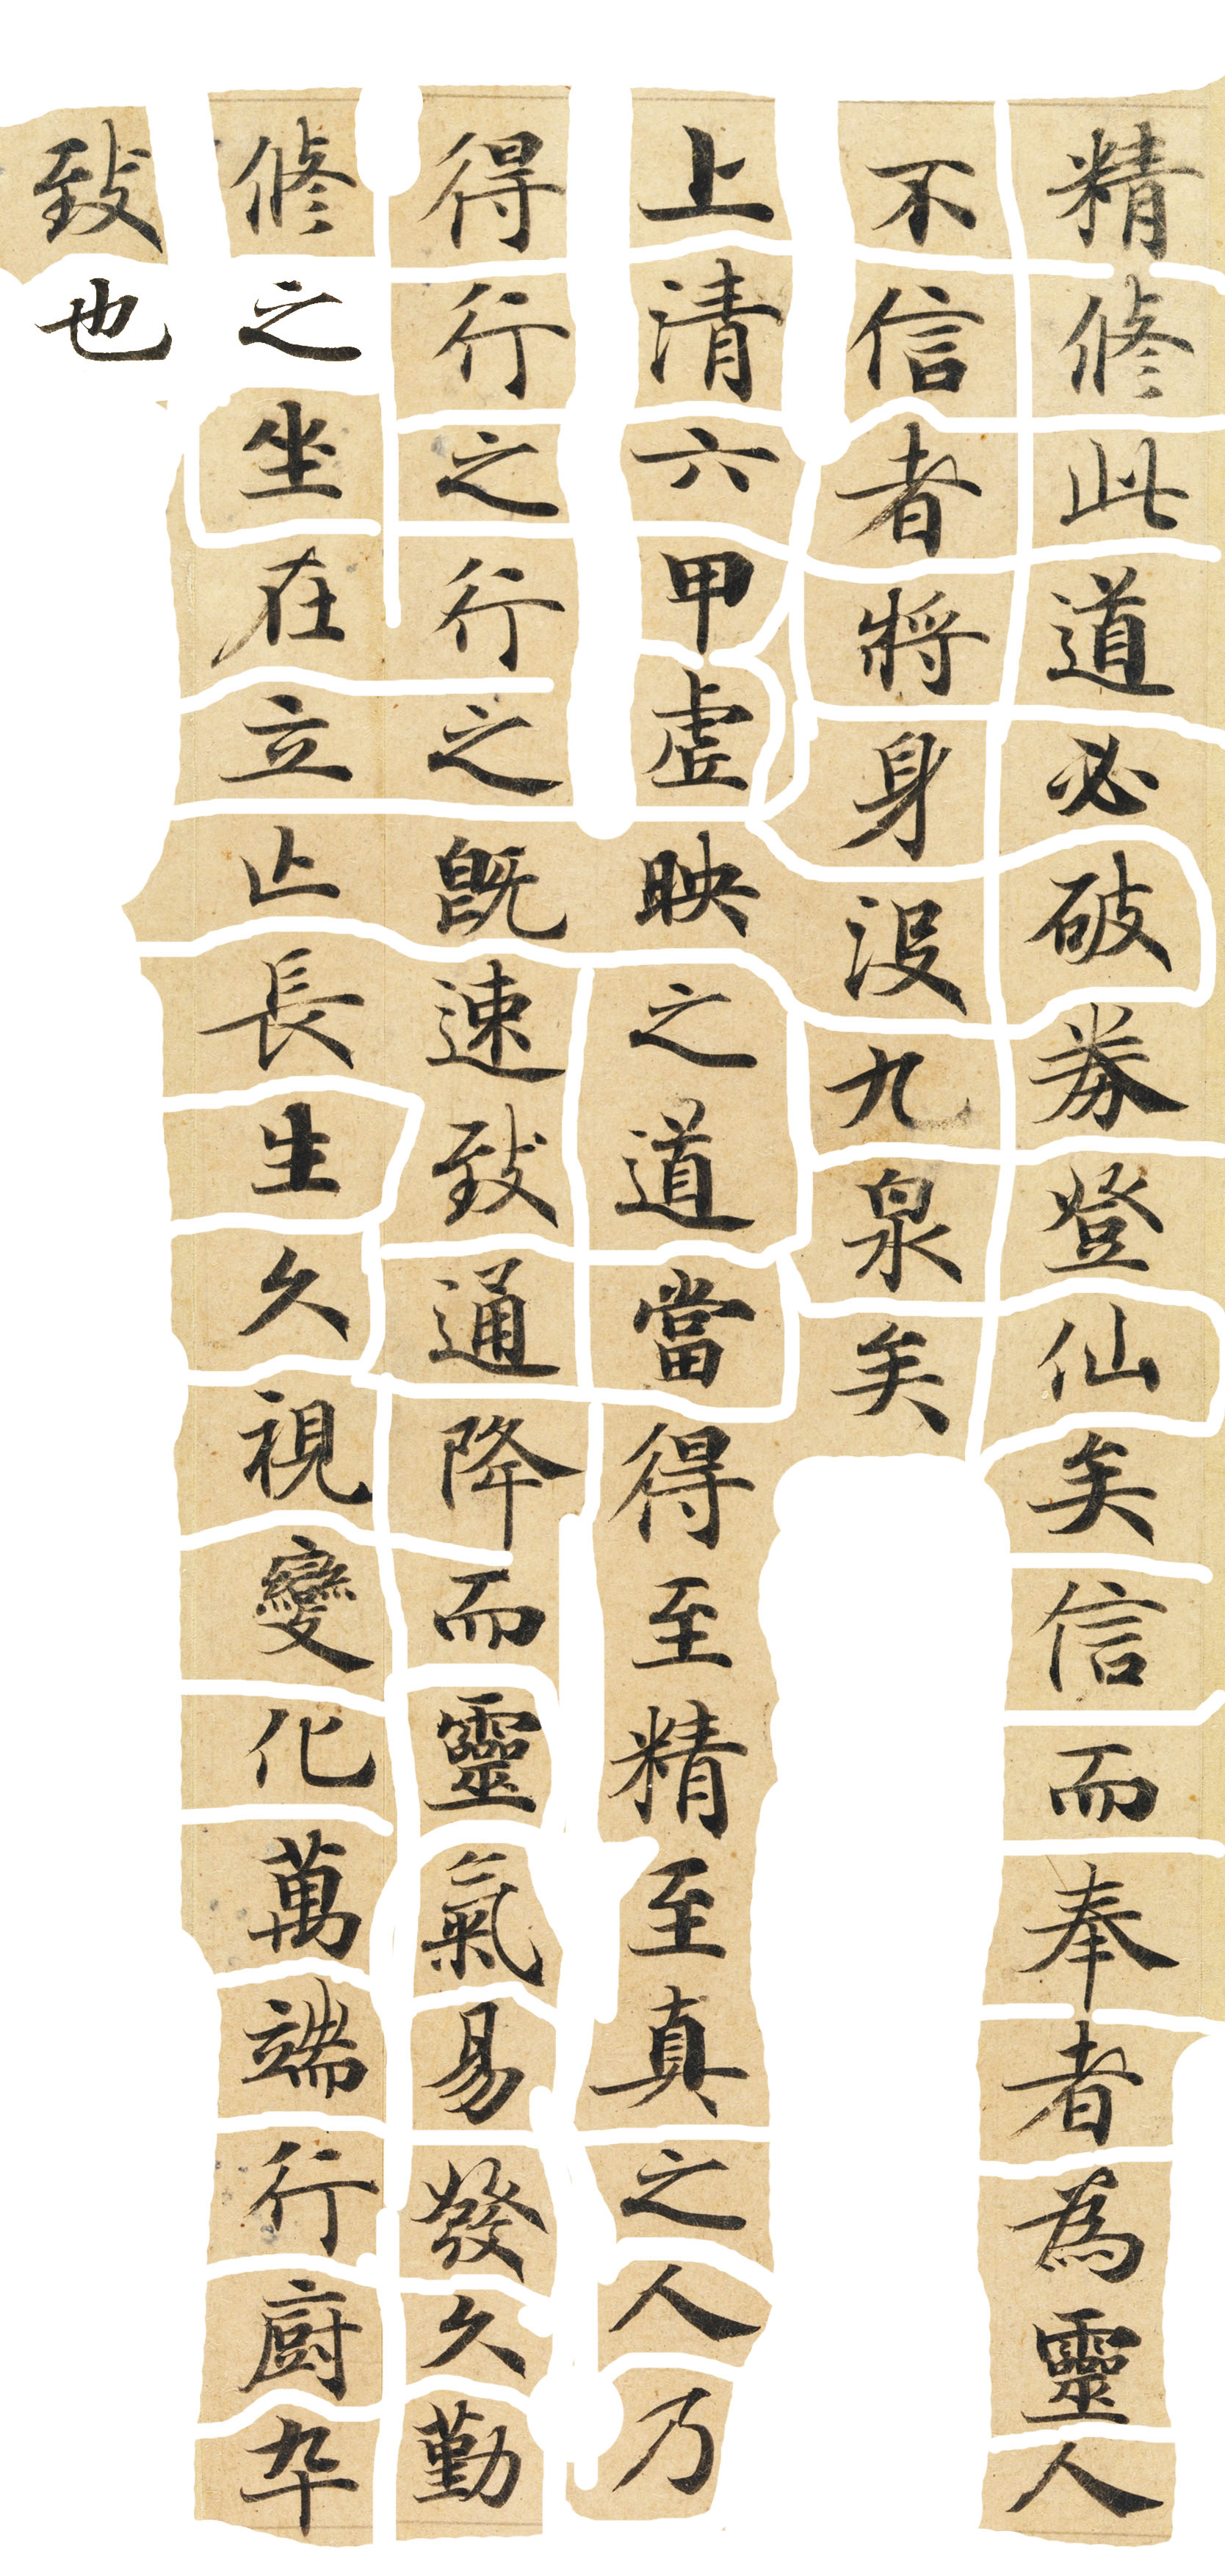 精修此道必破券登仙矣信而奉者為靈人
不信者將身没九泉矣
上清六甲虛映之道當得至精至真之人乃
得行之行之既速致通降而靈氣易發久勤
修之坐在立亡長生久視變化萬端行廚卒
致也